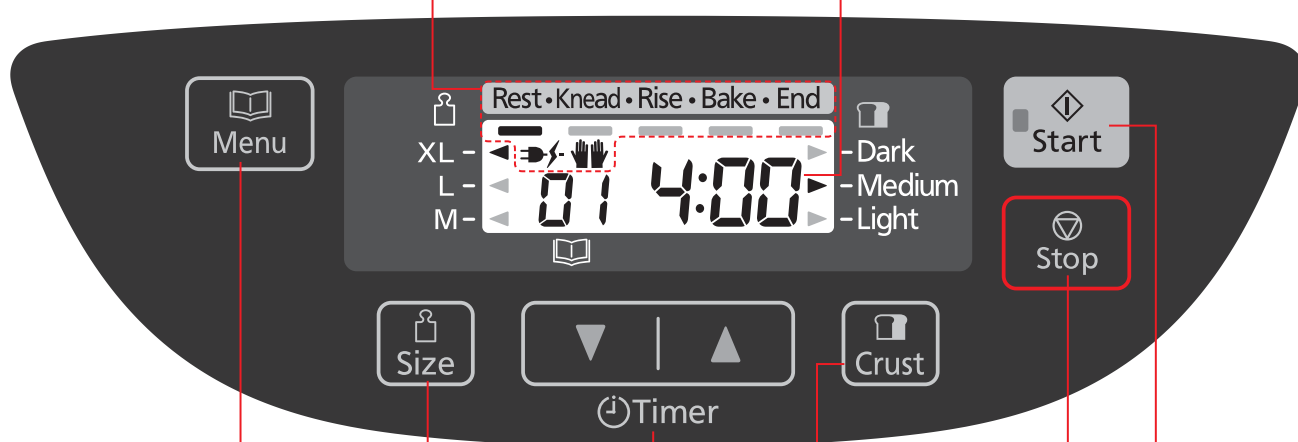 Rest • Knead • Rise • Bake • End
Menu
Start
XL
Dark
L
01 4:00
Medium
M
Light
Stop
Size
Crust
Timer